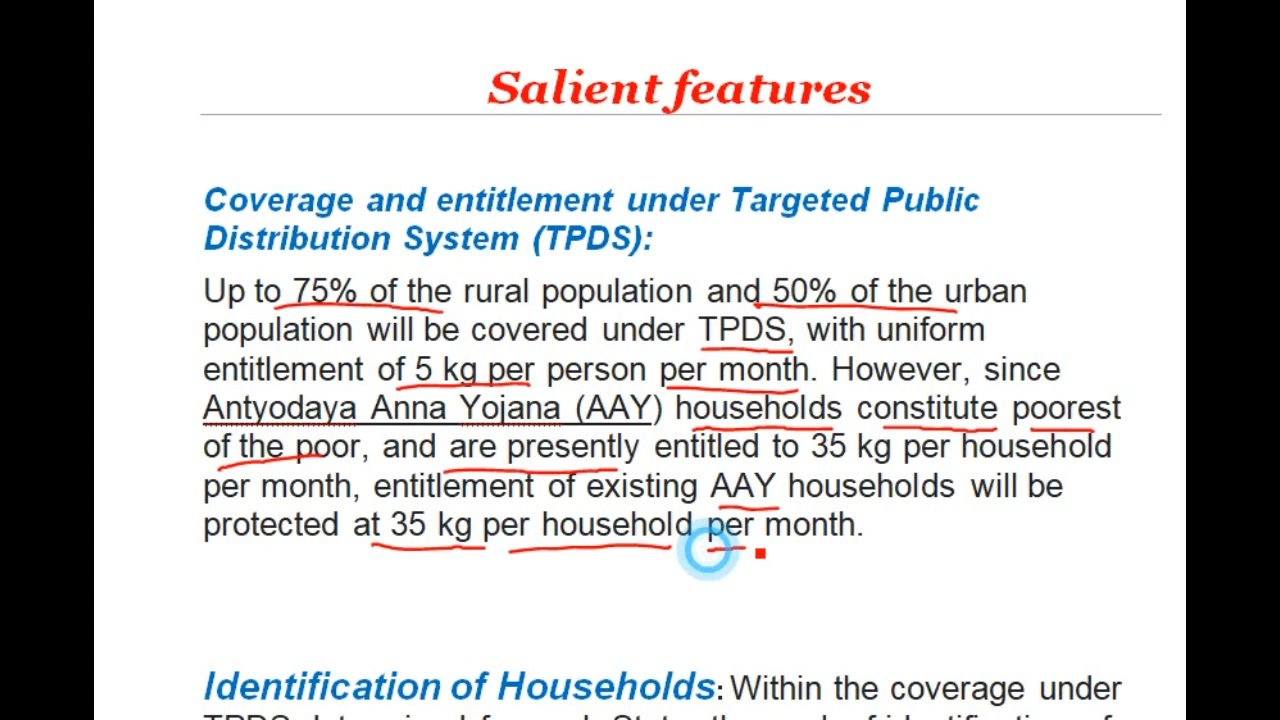 Salient features
Coverage and entitlement under Targeted Public
Distribution System (TPDS):
Up to 75% of the rural population and 50% of the urban
population will be covered under TPDS, with uniform
entitlement of 5 kg per person per month. However, since
Antyodaya Anna Yojana (AAY) households constitute poorest
of the poor, and are presently entitled to 35 kg per household
per month, entitlement of existing AAY households will be
protected at 35 kg per household per month.
Identification of Households: Within the coverage under